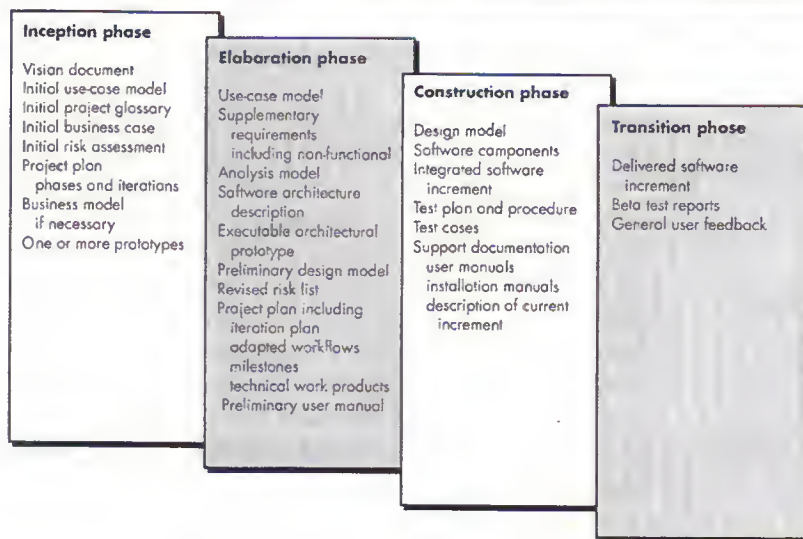 Inception phase
Vision document
Initial use-case model
Initial project glossary
Initial business case
Initial risk assessment
Project plan
phases and iterations
Business model
if necessary
One or more prototypes
Elaboration phase
Use-case model
Supplementary
requirements
including non-functional
Analysis model
Software architecture
description
Executable architectural
prototype
Preliminary design model
Revised risk list
Project plan including
iteration plan
adapted workflows
milestones
technical work products
Preliminary user manual
Construction phase
Design model
Software components
Integrated software
increment
Test plan and procedure
Test cases
Support documentation
user manuals
installation manuals
description of current
increment
Transition phase
Delivered software
increment
Beta test reports
General user feedback